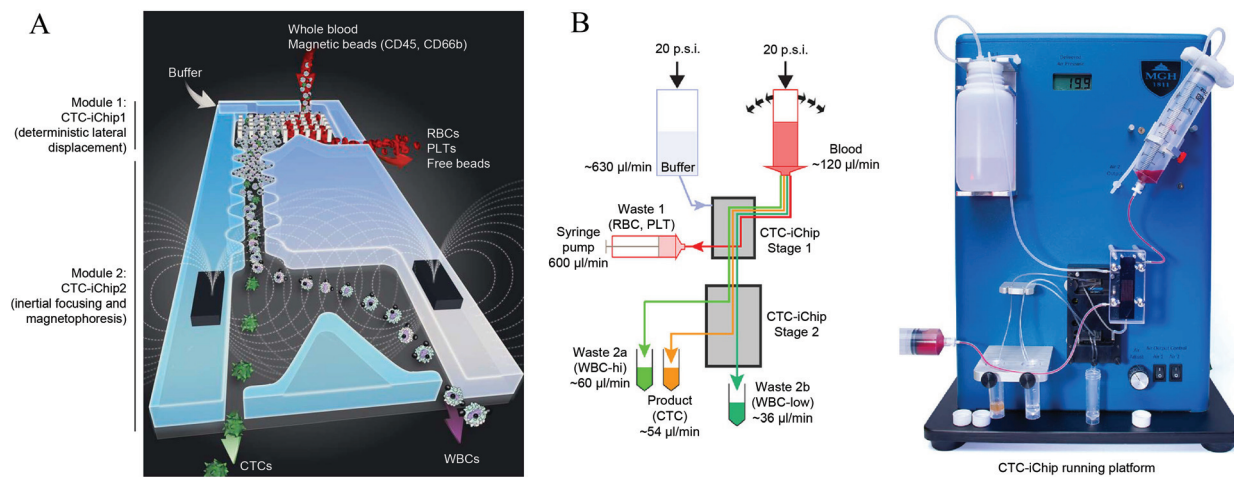 A
Whole blood
Magnetic beads (CD45, CD66b)
Buffer
Module 1:
CTC-iChip1
(deterministic lateral
displacement)
RBCs
PLTs
Free beads
Module 2:
CTC-iChip2
(inertial focusing and
magnetophoresis)
CTCs
WBCs
B
20 p.s.i.
20 p.s.i.
Buffer
~630 µl/min
Blood
~120 µl/min
Waste 1
(RBC, PLT)
Syringe
pump
600 µl/min
CTC-iChip
Stage 1
CTC-iChip
Stage 2
Waste 2a
(WBC-hi)
~60 µl/min
Product
(CTC)
~54 µl/min
Waste 2b
(WBC-low)
~36 µl/min
19.9
MGH
1811
CTC-iChip running platform